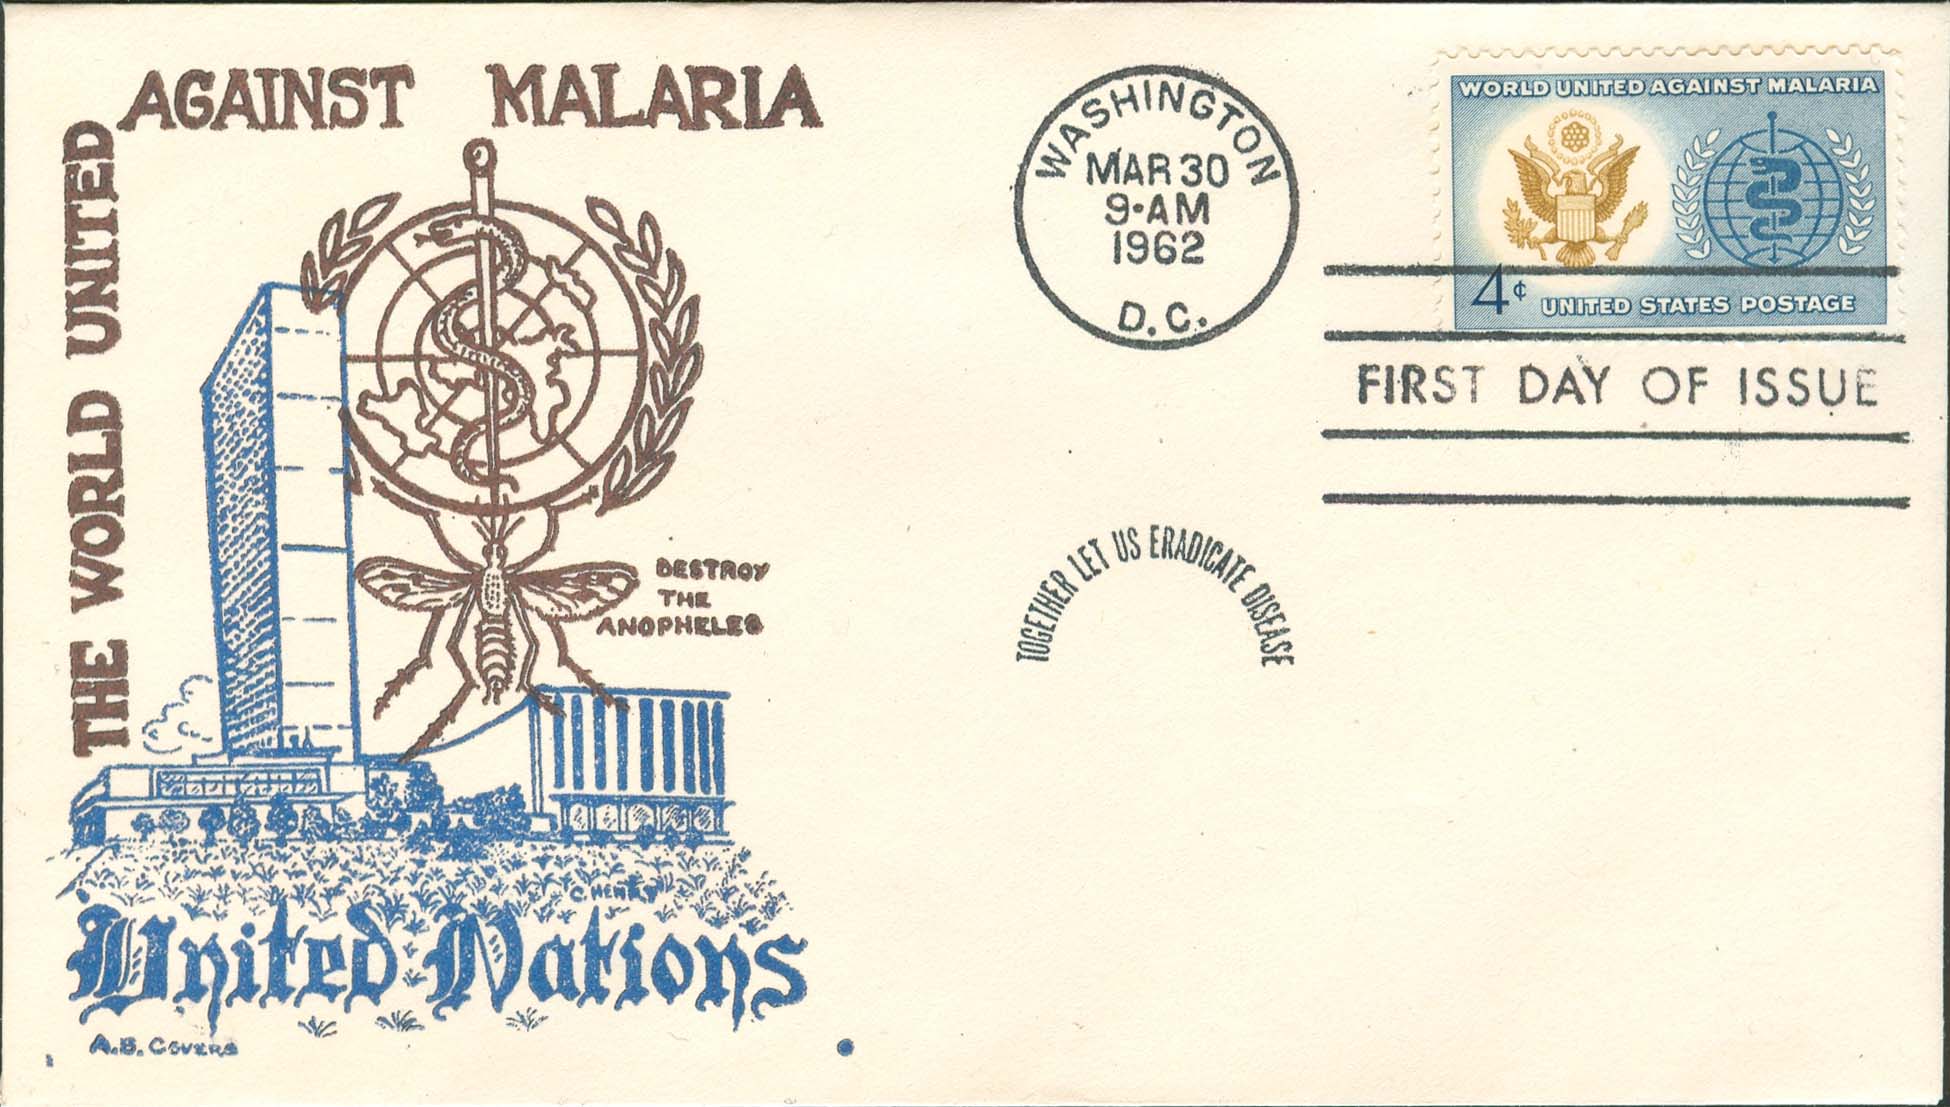 THE WORLD UNITED
AGAINST MALARIA
DESTROY
THE
ANOPHELES
C. HENRY
United Nations
A.B. COVERS
WASHINGTON
MAR 30
9-AM
1962
D.C.
WORLD UNITED AGAINST MALARIA
4¢
UNITED STATES POSTAGE
FIRST DAY OF ISSUE
TOGETHER LET US ERADICATE DISEASE